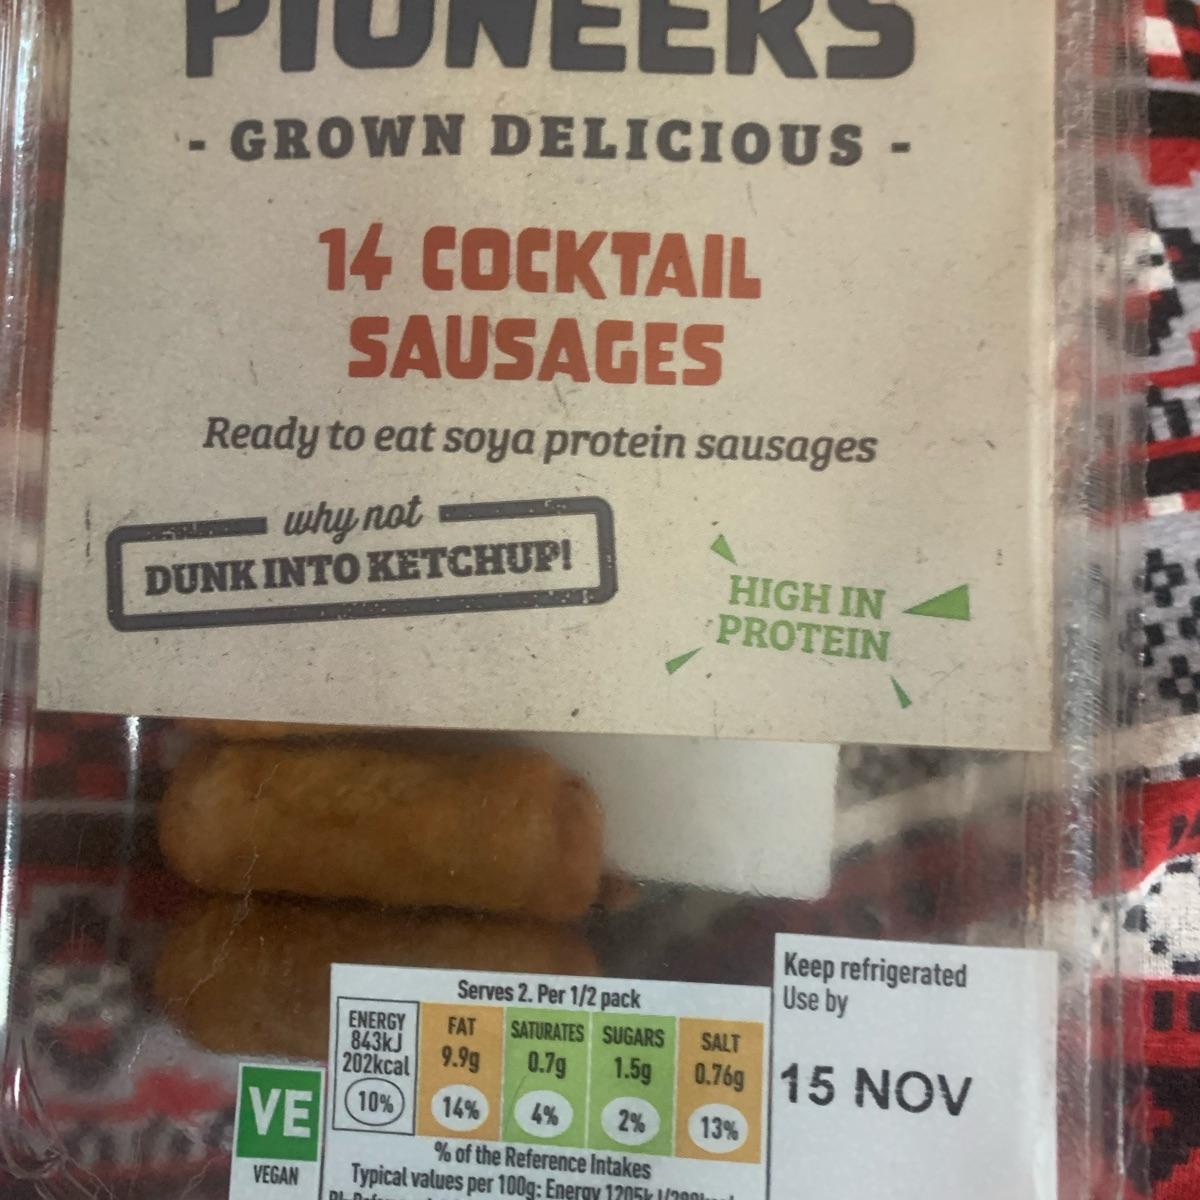 PIONEERS
- GROWN DELICIOUS -
14 COCKTAIL
SAUSAGES
Ready to eat soya protein sausages
why not
DUNK INTO KETCHUP!
HIGH IN
PROTEIN
Serves 2. Per 1/2 pack
ENERGY
843kJ
202kcal
10%
FAT
9.9g
14%
SATURATES
0.7g
4%
SUGARS
1.5g
2%
SALT
0.76g
13%
% of the Reference Intakes
Typical values per 100g: Energy 1205kJ/
Keep refrigerated
Use by
15 NOV
VE
VEGAN